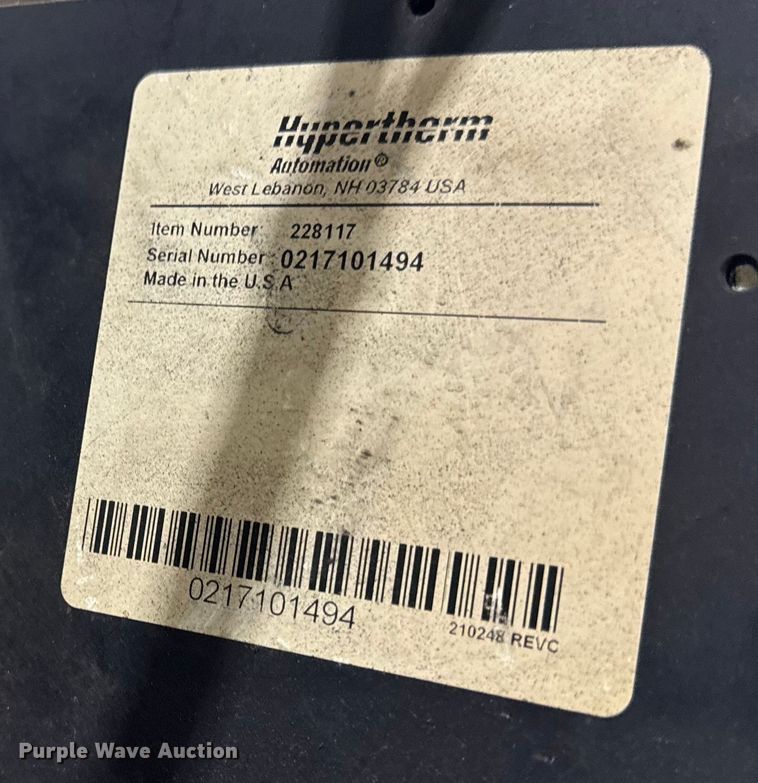 Hypertherm
Automation®
West Lebanon, NH 03784 USA
Item Number 228117
Serial Number 0217101494
Made in the U.S.A
0217101494
210248 REVC
Purple Wave Auction